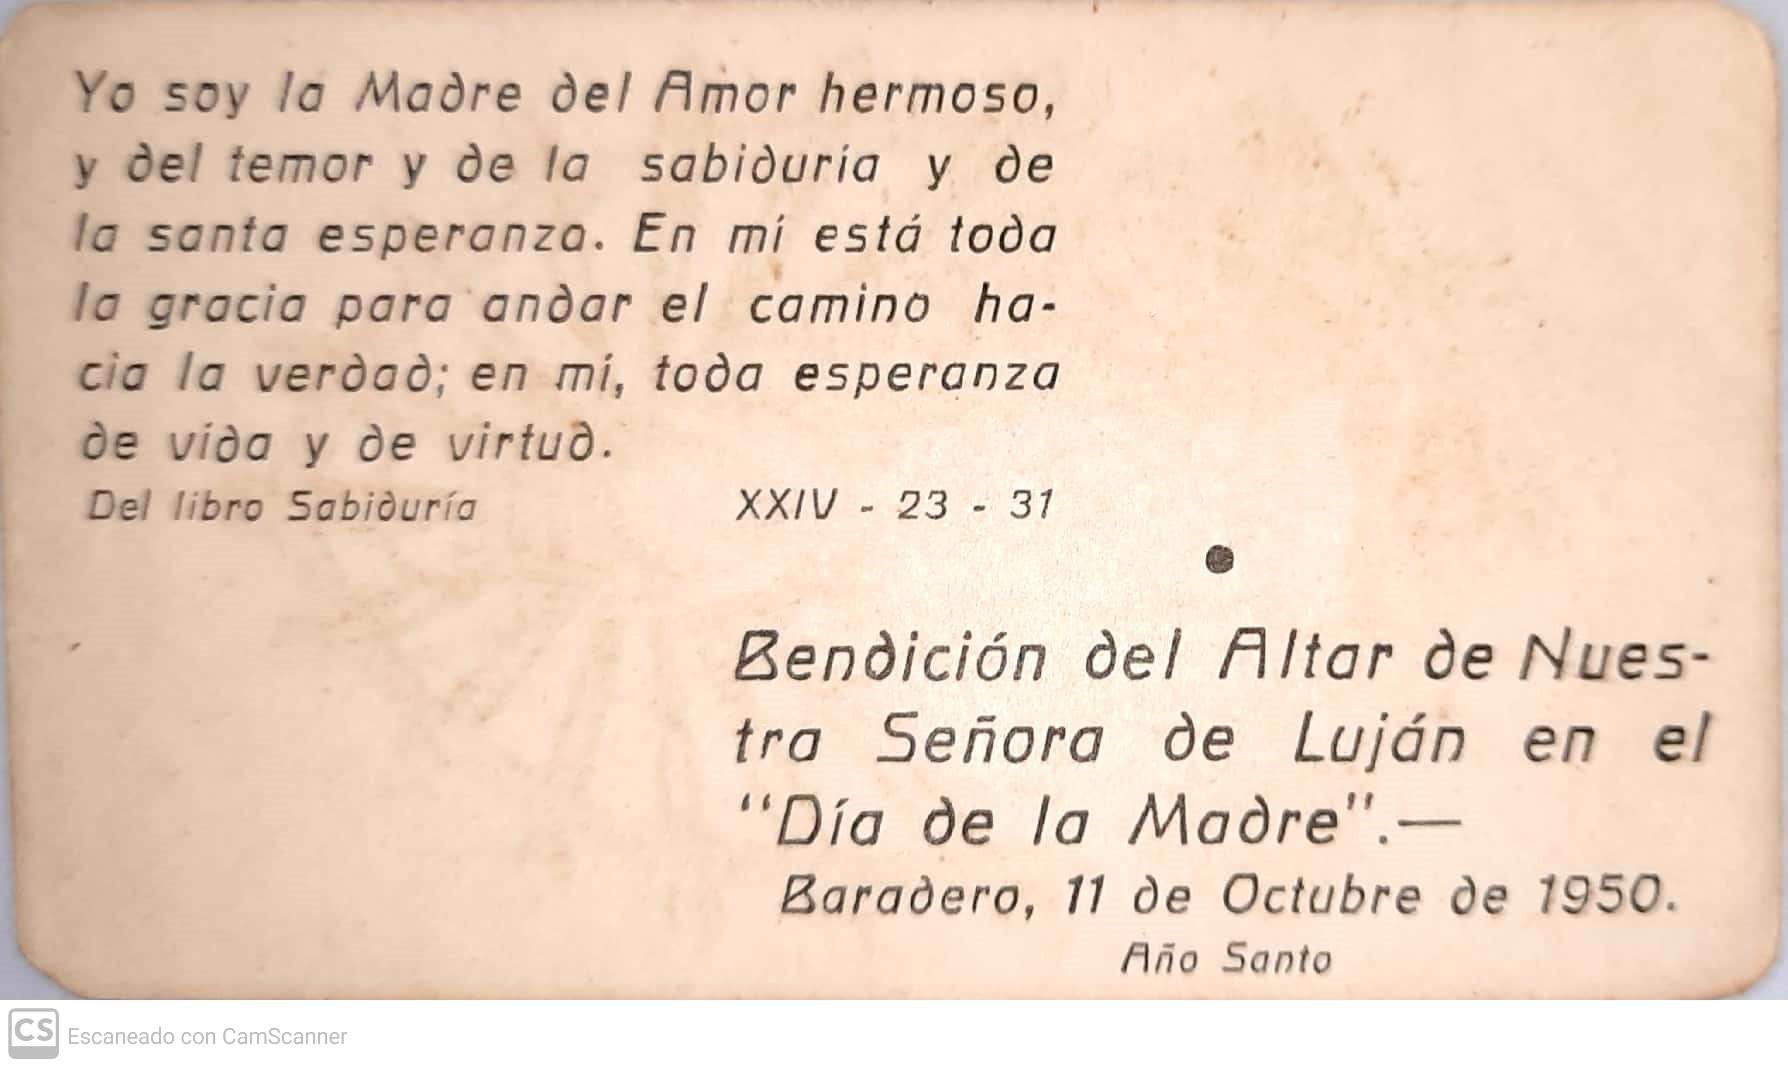 Yo soy la Madre del Amor hermoso,
y del temor y de la sabiduría y de
la santa esperanza. En mí está toda
la gracia para andar el camino ha-
cia la verdad; en mí, toda esperanza
de vida y de virtud.
Del libro Sabiduría XXIV - 23 - 31
Bendición del Altar de Nues-
tra Señora de Luján en el
"Día de la Madre".—
Baradero, 11 de Octubre de 1950.
Año Santo
CS Escaneado con CamScanner